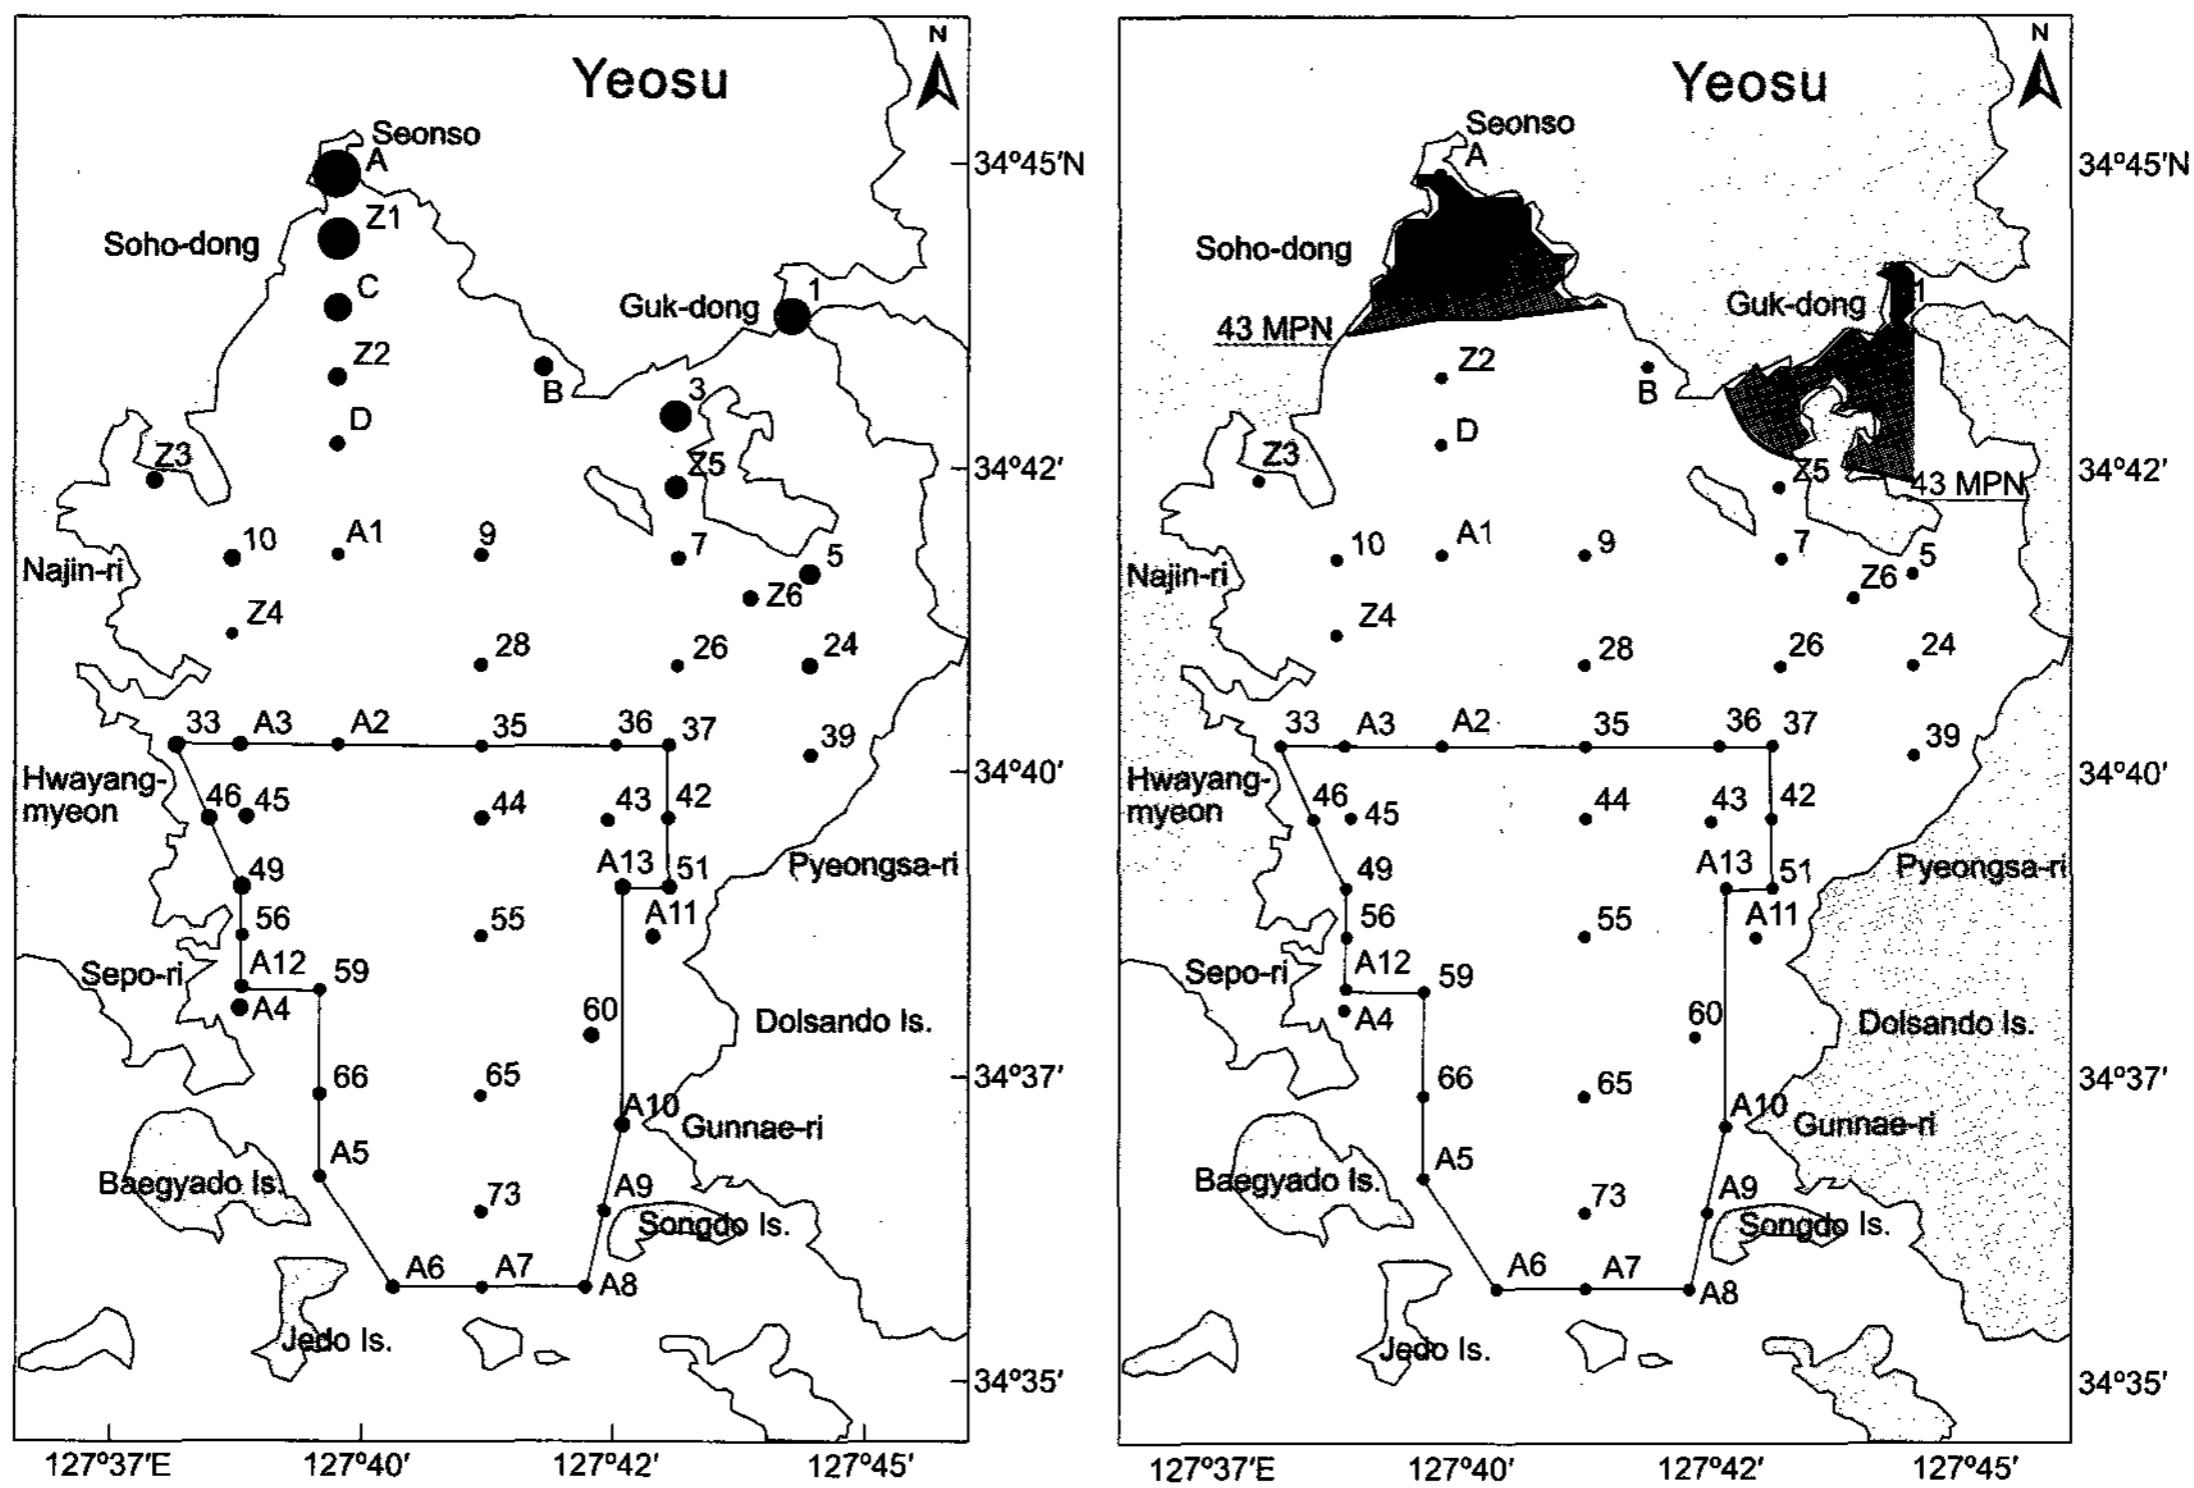 N
Yeosu
Seonso
A
34°45′N
Z1
Soho-dong
C
1
Guk-dong
Z2
B
3
D
Z3
Z5
34°42′
10
A1
9
7
5
Najin-ri
Z6
Z4
28
26
24
33
A3
A2
35
36
37
39
34°40′
Hwayang-
myeon
46
45
44
43
42
49
A13
51
Pyeongsa-ri
56
55
A11
A12
59
Sepo-ri
A4
60
Dolsando Is.
66
65
34°37′
A10
Gunnae-ri
A5
Baegyado Is.
73
A9
Songdo Is.
A6
A7
A8
Jedo Is.
34°35′
127°37′E
127°40′
127°42′
127°45′
N
Yeosu
Seonso
A
34°45′N
Soho-dong
1
Guk-dong
43 MPN
Z2
B
D
Z3
Z5
34°42′
43 MPN
10
A1
9
7
5
Najin-ri
Z6
Z4
28
26
24
33
A3
A2
35
36
37
39
34°40′
Hwayang-
myeon
46
45
44
43
42
49
A13
51
Pyeongsa-ri
56
55
A11
A12
59
Sepo-ri
A4
60
Dolsando Is.
66
65
34°37′
A10
Gunnae-ri
A5
Baegyado Is.
73
A9
Songdo Is.
A6
A7
A8
Jedo Is.
34°35′
127°37′E
127°40′
127°42′
127°45′